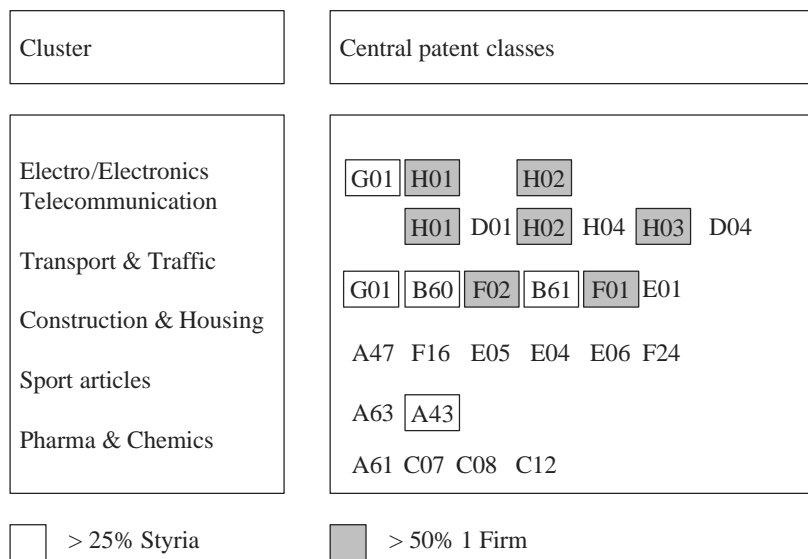 Cluster
Central patent classes
Electro/Electronics
Telecommunication
Transport & Traffic
Construction & Housing
Sport articles
Pharma & Chemics
G01 H01 H02
H01 D01 H02 H04 H03 D04
G01 B60 F02 B61 F01 E01
A47 F16 E05 E04 E06 F24
A63 A43
A61 C07 C08 C12
> 25% Styria
> 50% 1 Firm